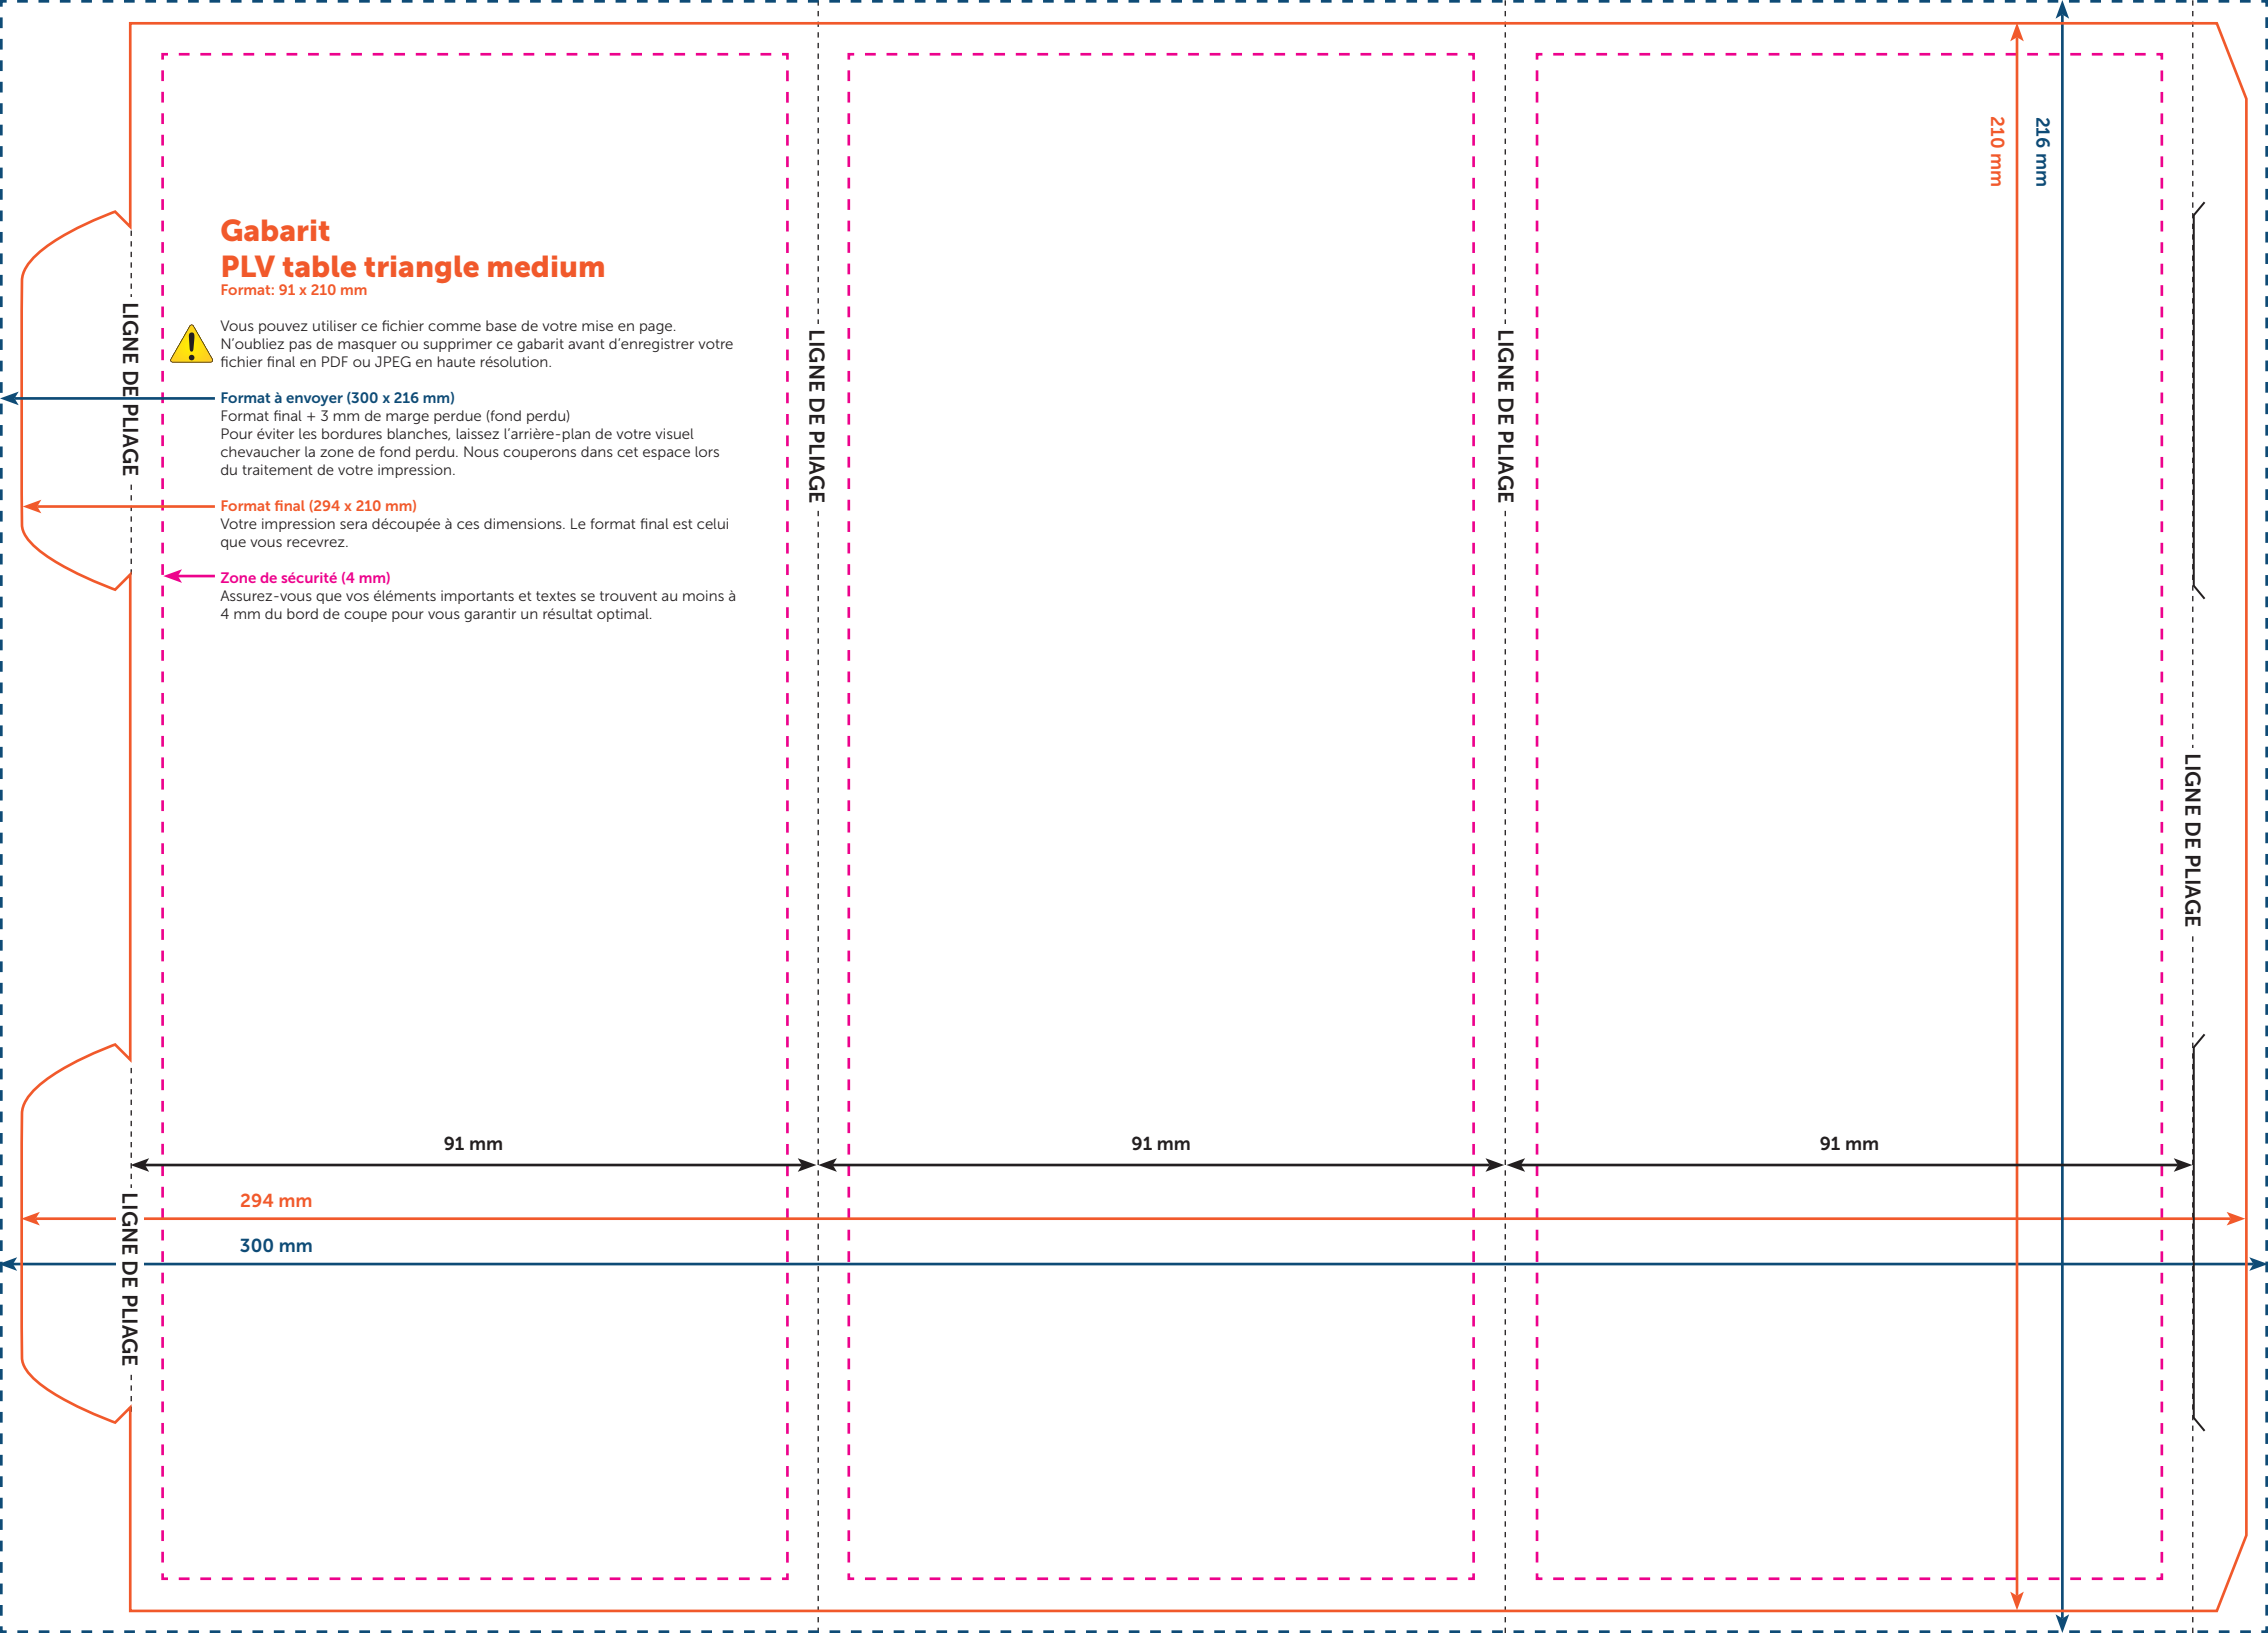 Gabarit
PLV table triangle medium
Format: 91 x 210 mm
Vous pouvez utiliser ce fichier comme base de votre mise en page.
N’oubliez pas de masquer ou supprimer ce gabarit avant d’enregistrer votre
fichier final en PDF ou JPEG en haute résolution.
Format à envoyer (300 x 216 mm)
Format final + 3 mm de marge perdue (fond perdu)
Pour éviter les bordures blanches, laissez l’arrière-plan de votre visuel
chevaucher la zone de fond perdu. Nous couperons dans cet espace lors
du traitement de votre impression.
Format final (294 x 210 mm)
Votre impression sera découpée à ces dimensions. Le format final est celui
que vous recevrez.
Zone de sécurité (4 mm)
Assurez-vous que vos éléments importants et textes se trouvent au moins à
4 mm du bord de coupe pour vous garantir un résultat optimal.
LIGNE DE PLIAGE
LIGNE DE PLIAGE
LIGNE DE PLIAGE
210 mm
216 mm
LIGNE DE PLIAGE
91 mm
91 mm
91 mm
294 mm
300 mm
LIGNE DE PLIAGE